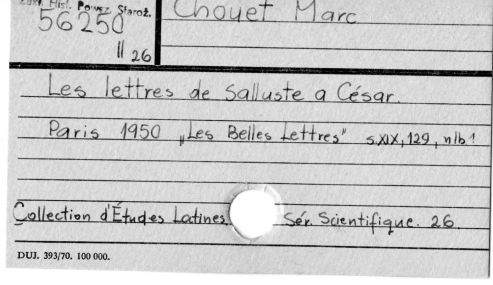 Zakł. Hist. Powsz. Staroż.
56250 Chouet Marc
II 26
Les lettres de Salluste a César.
Paris 1950 „Les Belles Lettres" s.XIX, 129, nlb 1
Collection d'Études Latines Sér. Scientifique. 26.
DUJ. 393/70. 100 000.